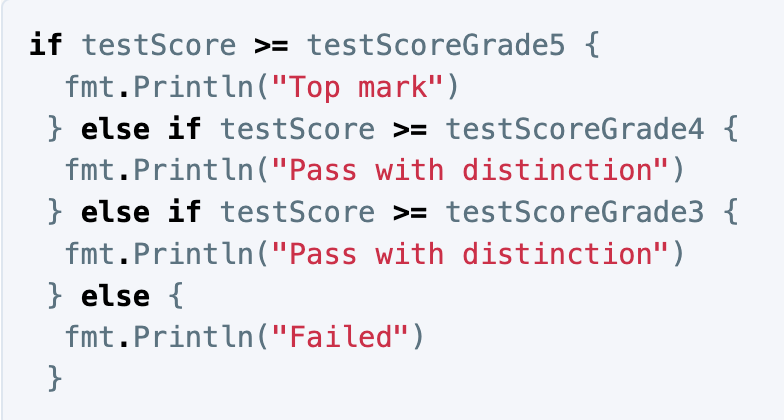 if testScore >= testScoreGrade5 {
  fmt.Println("Top mark")
 } else if testScore >= testScoreGrade4 {
  fmt.Println("Pass with distinction")
 } else if testScore >= testScoreGrade3 {
  fmt.Println("Pass with distinction")
 } else {
  fmt.Println("Failed")
 }